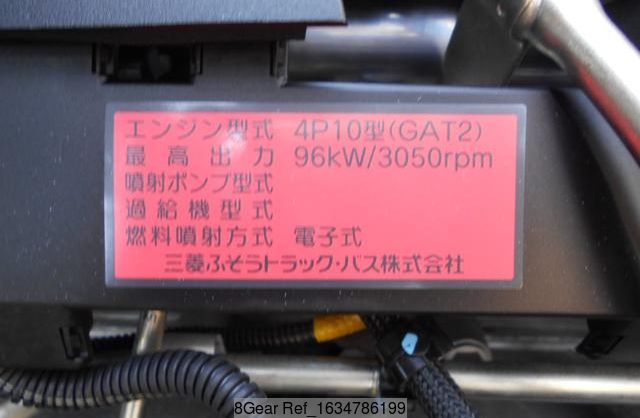 エンジン型式 4P10型(GAT2)
最高出力 96kW/3050rpm
噴射ポンプ型式
過給機型式
燃料噴射方式 電子式
三菱ふそうトラック・バス株式会社
8Gear Ref_1634786199